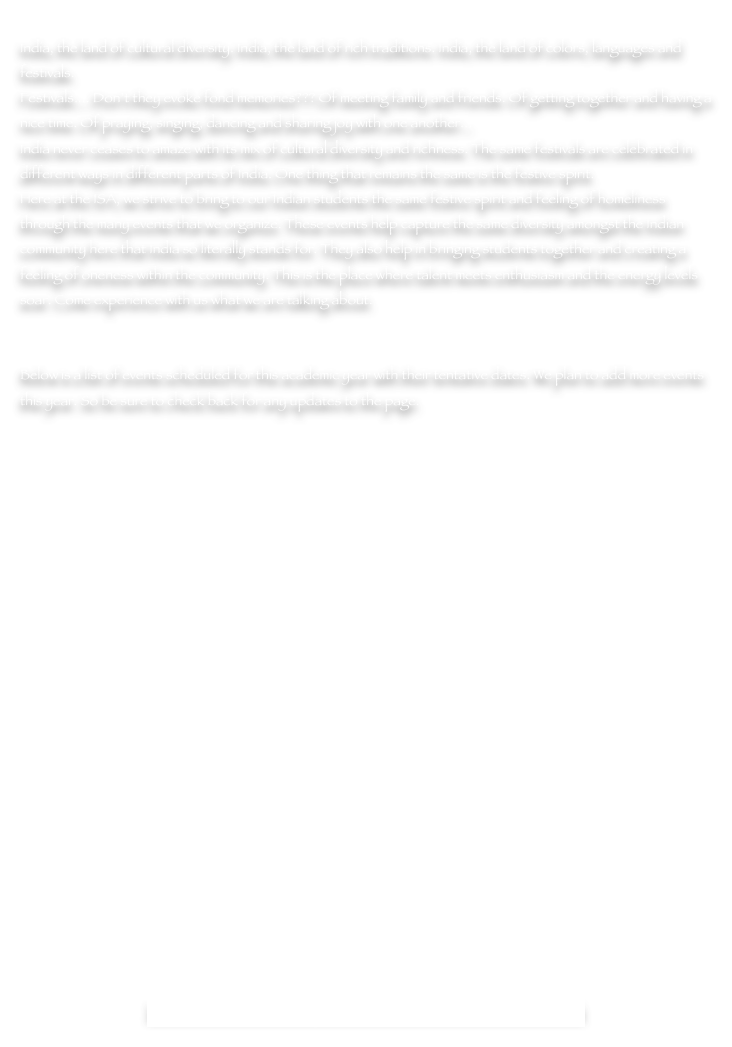 India, the land of cultural diversity. India, the land of rich traditions. India, the land of colors, languages and
festivals.
Festivals.... Don't they evoke fond memories??? Of meeting family and friends. Of getting together and having a
nice time. Of praying, singing, dancing and sharing joy with one another....
India never ceases to amaze with its mix of cultural diversity and richness. The same festivals are celebrated in
different ways in different parts of India. One thing that remains the same is the festive spirit.
Here at the we strive to bring to our Indian students the same festive spirit and feeling of homeliness
through the many events that we organize. These events help capture the same diversity amongst the Indian
community here that India so literally stands for. They also help in bringing students together and creating a
feeling of oneness within the community. This is the place where talent meets enthusiasm and the energy levels
soar. Come experience with us what we are talking about.
Below is a list of events scheduled for this academic year with their tentative dates. We plan to add more events
this year. So be sure to check back for any updates to this page.